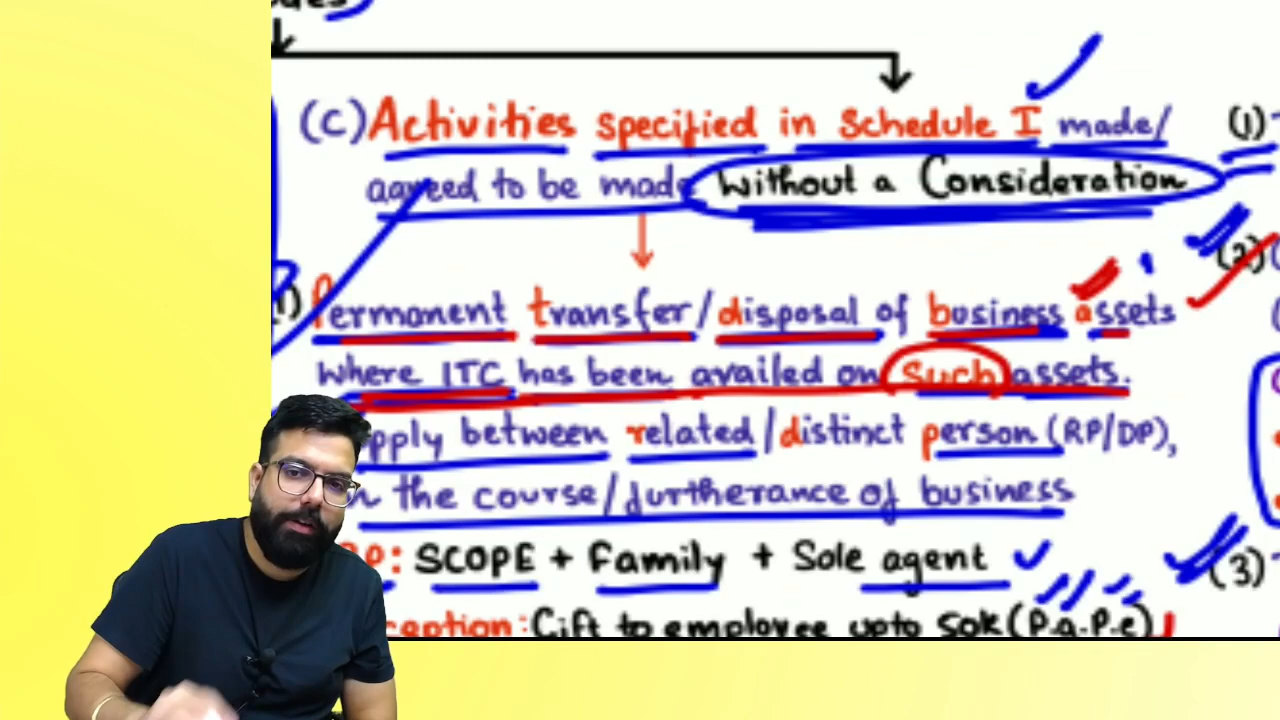 (C) Activities specified in Schedule I made/
agreed to be made without a Consideration
(1) Permanent transfer/disposal of business assets
where ITC has been availed on such assets.
pply between related/distinct person (RP/DP),
n the course/furtherance of business
P: SCOPE + Family + Sole agent
ception: Gift to employee upto 50k (P.a.P.e)
(1)
(2)
(3)